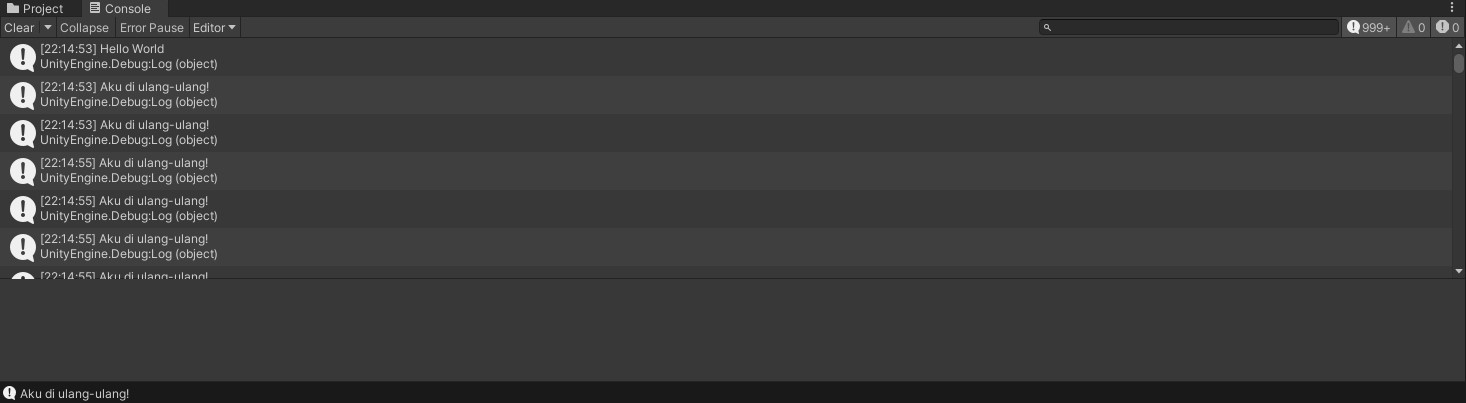 Project Console
Clear Collapse Error Pause Editor 999+ 0 0
[22:14:53] Hello World
UnityEngine.Debug:Log (object)
[22:14:53] Aku di ulang-ulang!
UnityEngine.Debug:Log (object)
[22:14:53] Aku di ulang-ulang!
UnityEngine.Debug:Log (object)
[22:14:55] Aku di ulang-ulang!
UnityEngine.Debug:Log (object)
[22:14:55] Aku di ulang-ulang!
UnityEngine.Debug:Log (object)
[22:14:55] Aku di ulang-ulang!
UnityEngine.Debug:Log (object)
[22:14:55] Aku di ulang-ulang!
Aku di ulang-ulang!